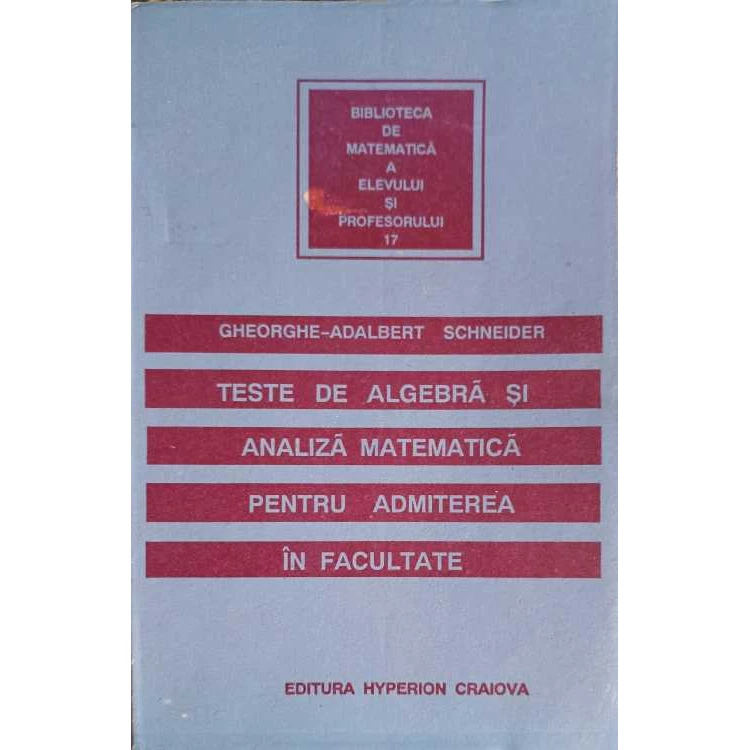 BIBLIOTECA
DE
MATEMATICĂ
A
ELEVULUI
ȘI
PROFESORULUI
17
GHEORGHE-ADALBERT SCHNEIDER
TESTE DE ALGEBRĂ ȘI
ANALIZĂ MATEMATICĂ
PENTRU ADMITEREA
ÎN FACULTATE
EDITURA HYPERION CRAIOVA